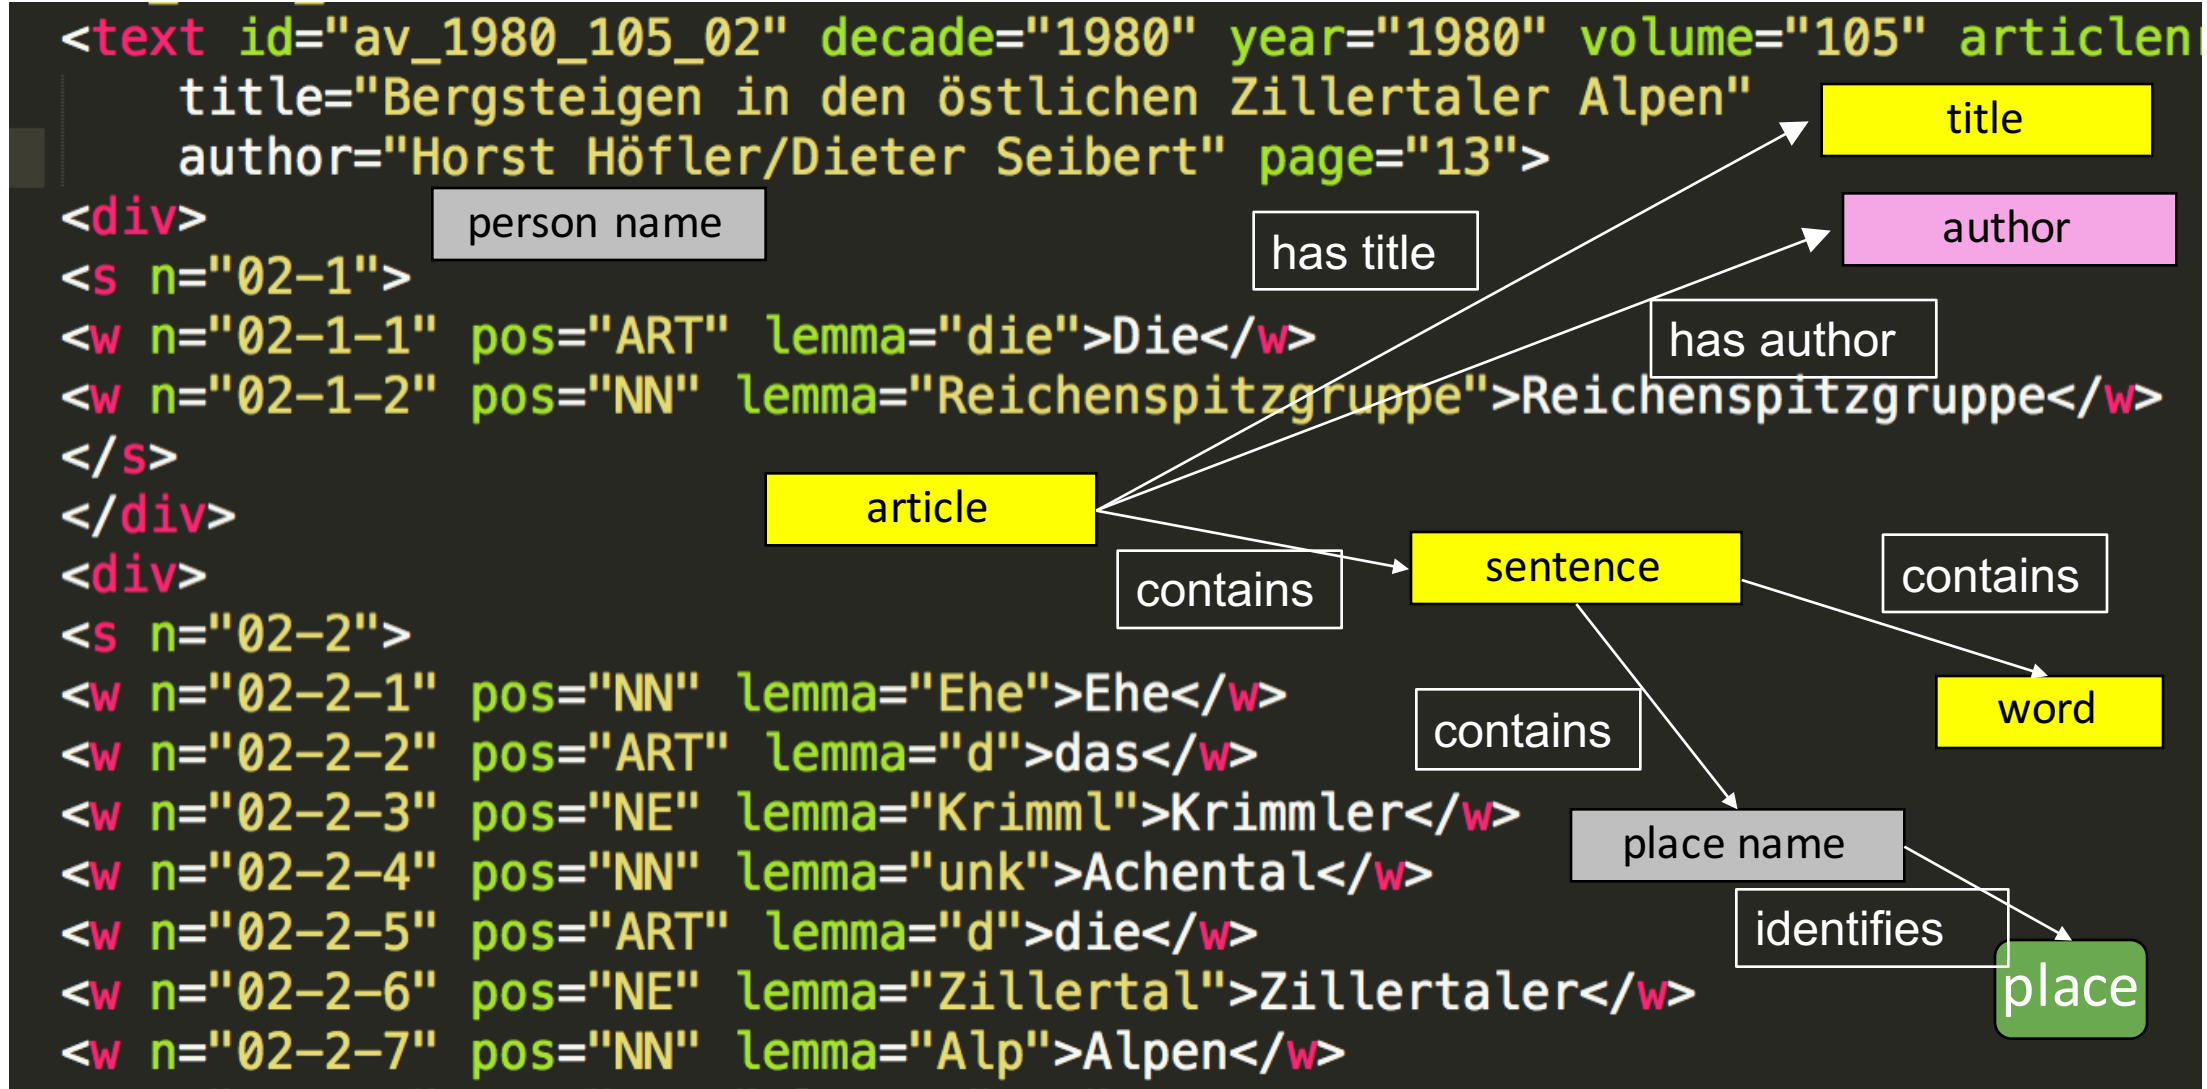 <text id="av_1980_105_02" decade="1980" year="1980" volume="105" articlenr
title="Bergsteigen in den östlichen Zillertaler Alpen"
title
author="Horst Höfler/Dieter Seibert" page="13">
<div>
person name
author
has title
<s n="02-1">
<w n="02-1-1" pos="ART" lemma="die">Die</w>
has author
<w n="02-1-2" pos="NN" lemma="Reichenspitzgruppe">Reichenspitzgruppe</w>
</s>
</div>
article
<div>
contains
sentence
contains
<s n="02-2">
<w n="02-2-1" pos="NN" lemma="Ehe">Ehe</w>
word
<w n="02-2-2" pos="ART" lemma="d">das</w>
contains
<w n="02-2-3" pos="NE" lemma="Krimml">Krimmler</w>
place name
<w n="02-2-4" pos="NN" lemma="unk">Achental</w>
<w n="02-2-5" pos="ART" lemma="d">die</w>
identifies
<w n="02-2-6" pos="NE" lemma="Zillertal">Zillertaler</w>
place
<w n="02-2-7" pos="NN" lemma="Alp">Alpen</w>